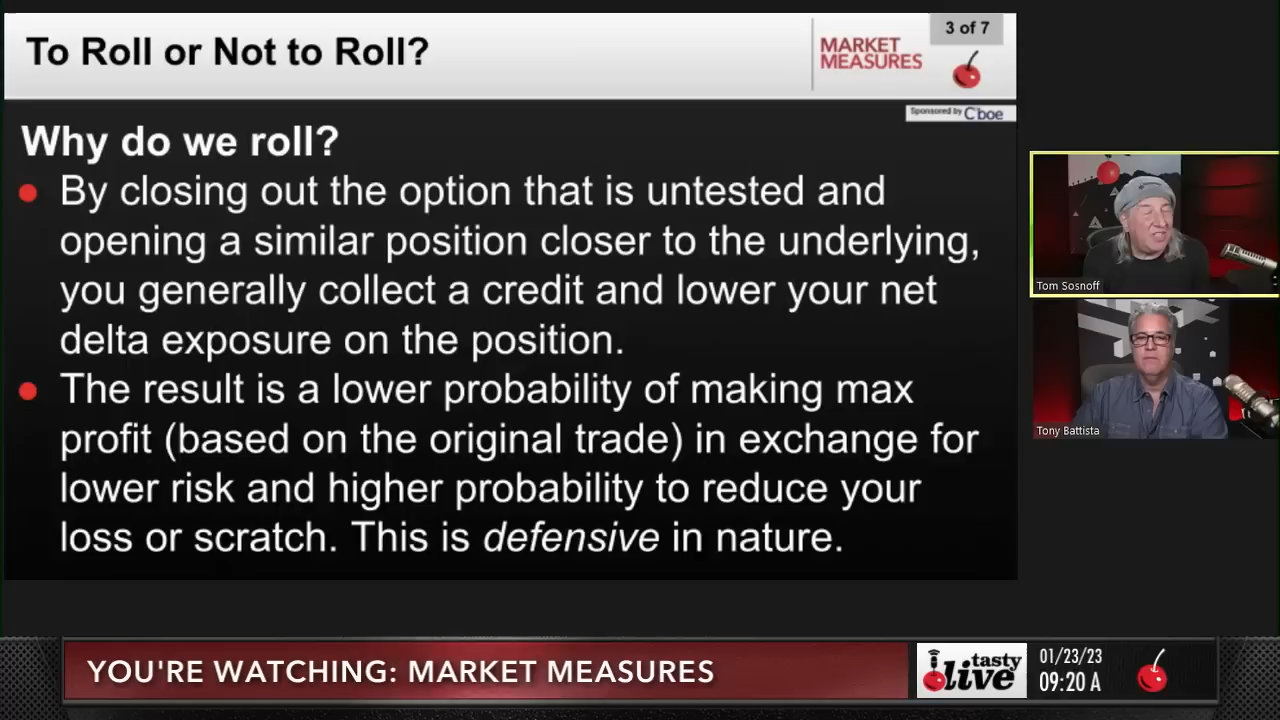 To Roll or Not to Roll?
MARKET
MEASURES
3 of 7
Sponsored by Cboe
Why do we roll?
By closing out the option that is untested and
opening a similar position closer to the underlying,
you generally collect a credit and lower your net
delta exposure on the position.
The result is a lower probability of making max
profit (based on the original trade) in exchange for
lower risk and higher probability to reduce your
loss or scratch. This is defensive in nature.
Tom Sosnoff
Tony Battista
YOU'RE WATCHING: MARKET MEASURES
tasty
live
01/23/23
09:20 A